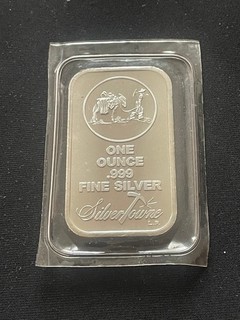 ONE
OUNCE
.999
FINE SILVER
SilverTowne
L.P.